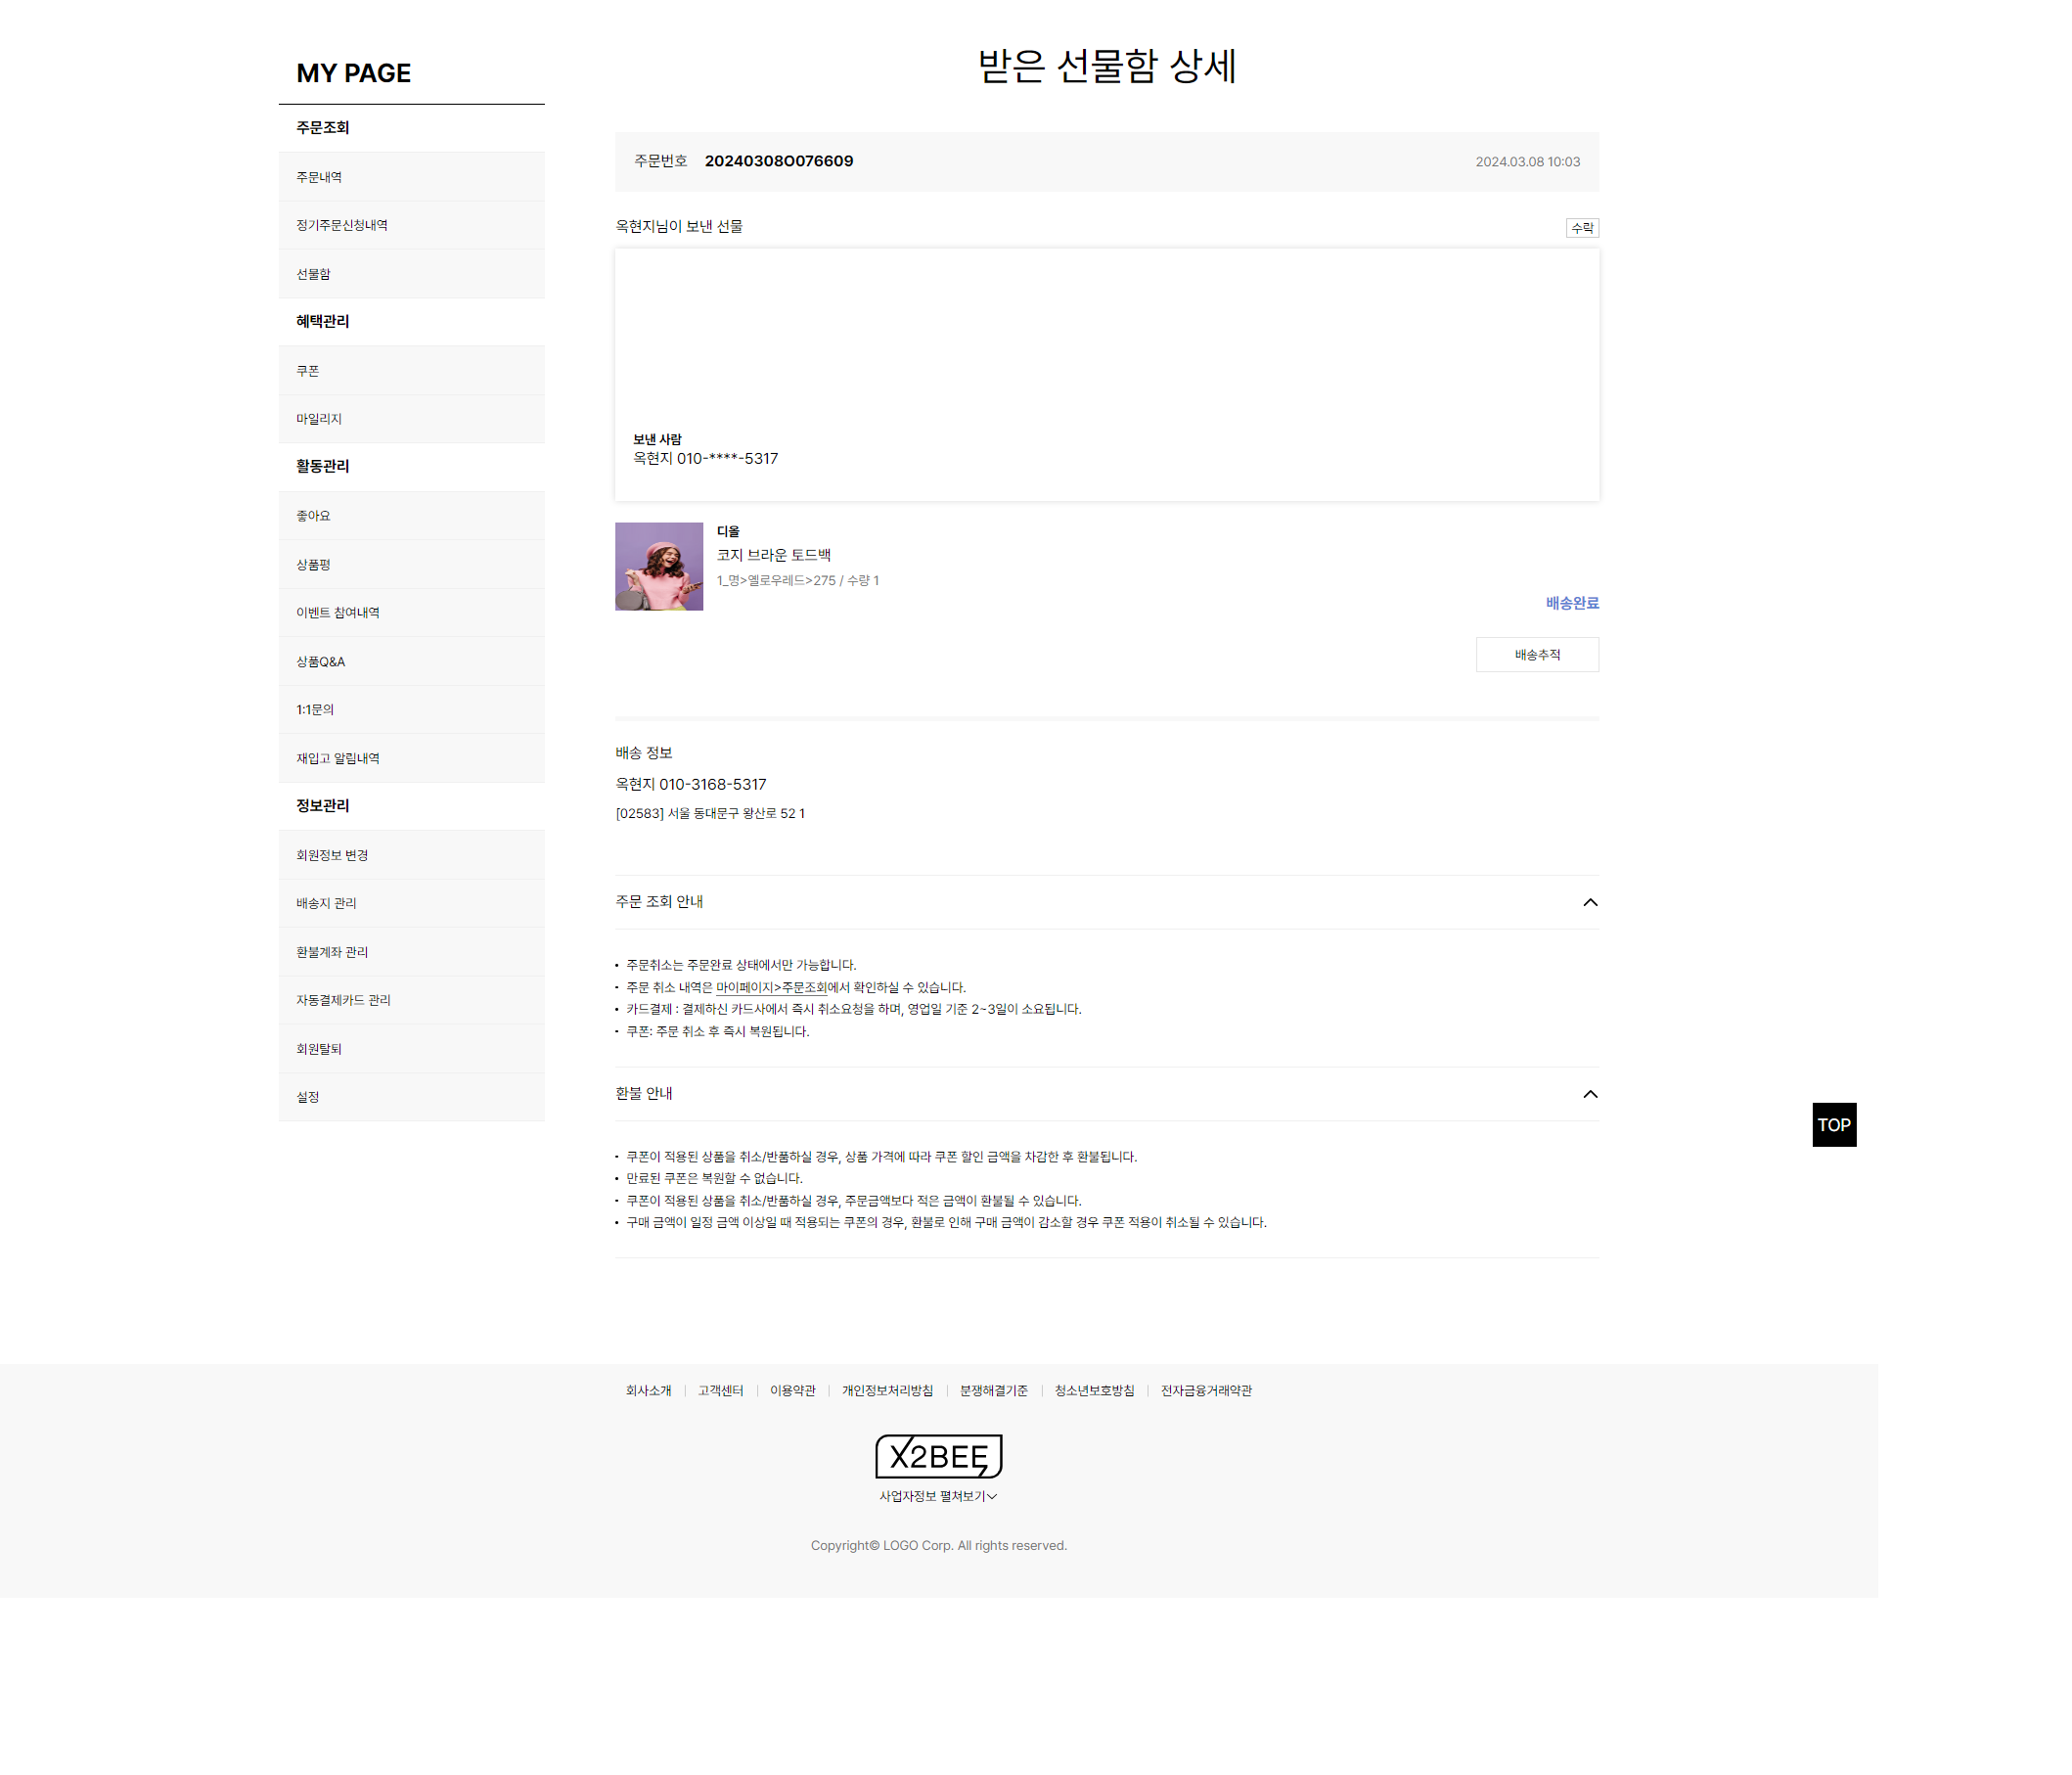 MY PAGE
주문조회
주문내역
정기주문신청내역
선물함
혜택관리
쿠폰
마일리지
활동관리
좋아요
상품평
이벤트 참여내역
상품Q&A
1:1문의
재입고 알림내역
정보관리
회원정보 변경
배송지 관리
환불계좌 관리
자동결제카드 관리
회원탈퇴
설정
받은 선물함 상세
주문번호 20240308O076609 2024.03.08 10:03
옥현지님이 보낸 선물 수락
보낸 사람
옥현지 010-****-5317
디올
코지 브라운 토드백
1_명>옐로우레드>275 / 수량 1
배송완료
배송추적
배송 정보
옥현지 010-3168-5317
[02583] 서울 동대문구 왕산로 52 1
주문 조회 안내
• 주문취소는 주문완료 상태에서만 가능합니다.
• 주문 취소 내역은 마이페이지>주문조회에서 확인하실 수 있습니다.
• 카드결제 : 결제하신 카드사에서 즉시 취소요청을 하며, 영업일 기준 2~3일이 소요됩니다.
• 쿠폰: 주문 취소 후 즉시 복원됩니다.
환불 안내
• 쿠폰이 적용된 상품을 취소/반품하실 경우, 상품 가격에 따라 쿠폰 할인 금액을 차감한 후 환불됩니다.
• 만료된 쿠폰은 복원할 수 없습니다.
• 쿠폰이 적용된 상품을 취소/반품하실 경우, 주문금액보다 적은 금액이 환불될 수 있습니다.
• 구매 금액이 일정 금액 이상일 때 적용되는 쿠폰의 경우, 환불로 인해 구매 금액이 감소할 경우 쿠폰 적용이 취소될 수 있습니다.
TOP
회사소개 | 고객센터 | 이용약관 | 개인정보처리방침 | 분쟁해결기준 | 청소년보호방침 | 전자금융거래약관
X2BEE
사업자정보 펼쳐보기
Copyright© LOGO Corp. All rights reserved.